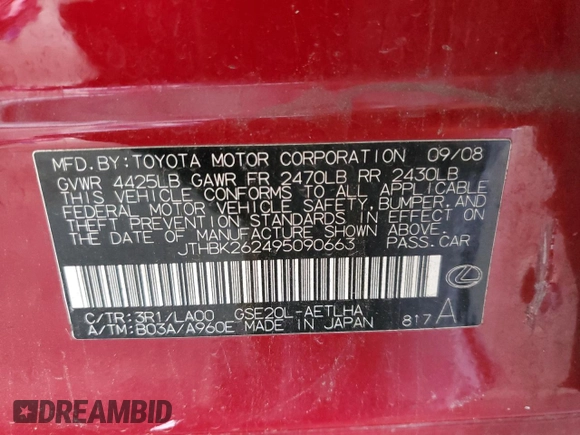 MFD. BY: TOYOTA MOTOR CORPORATION 09/08
GVWR 4425LB GAWR FR 2470LB RR 2430LB
THIS VEHICLE CONFORMS TO ALL APPLICABLE
FEDERAL MOTOR VEHICLE SAFETY, BUMPER, AND
THEFT PREVENTION STANDARDS IN EFFECT ON
THE DATE OF MANUFACTURE SHOWN ABOVE.
JTHBK262495090663 PASS. CAR
C/TR: 3R1/LA00 GSE20L-AETLHA
A/TM: B03A/A960E MADE IN JAPAN 817 A
DREAMBID